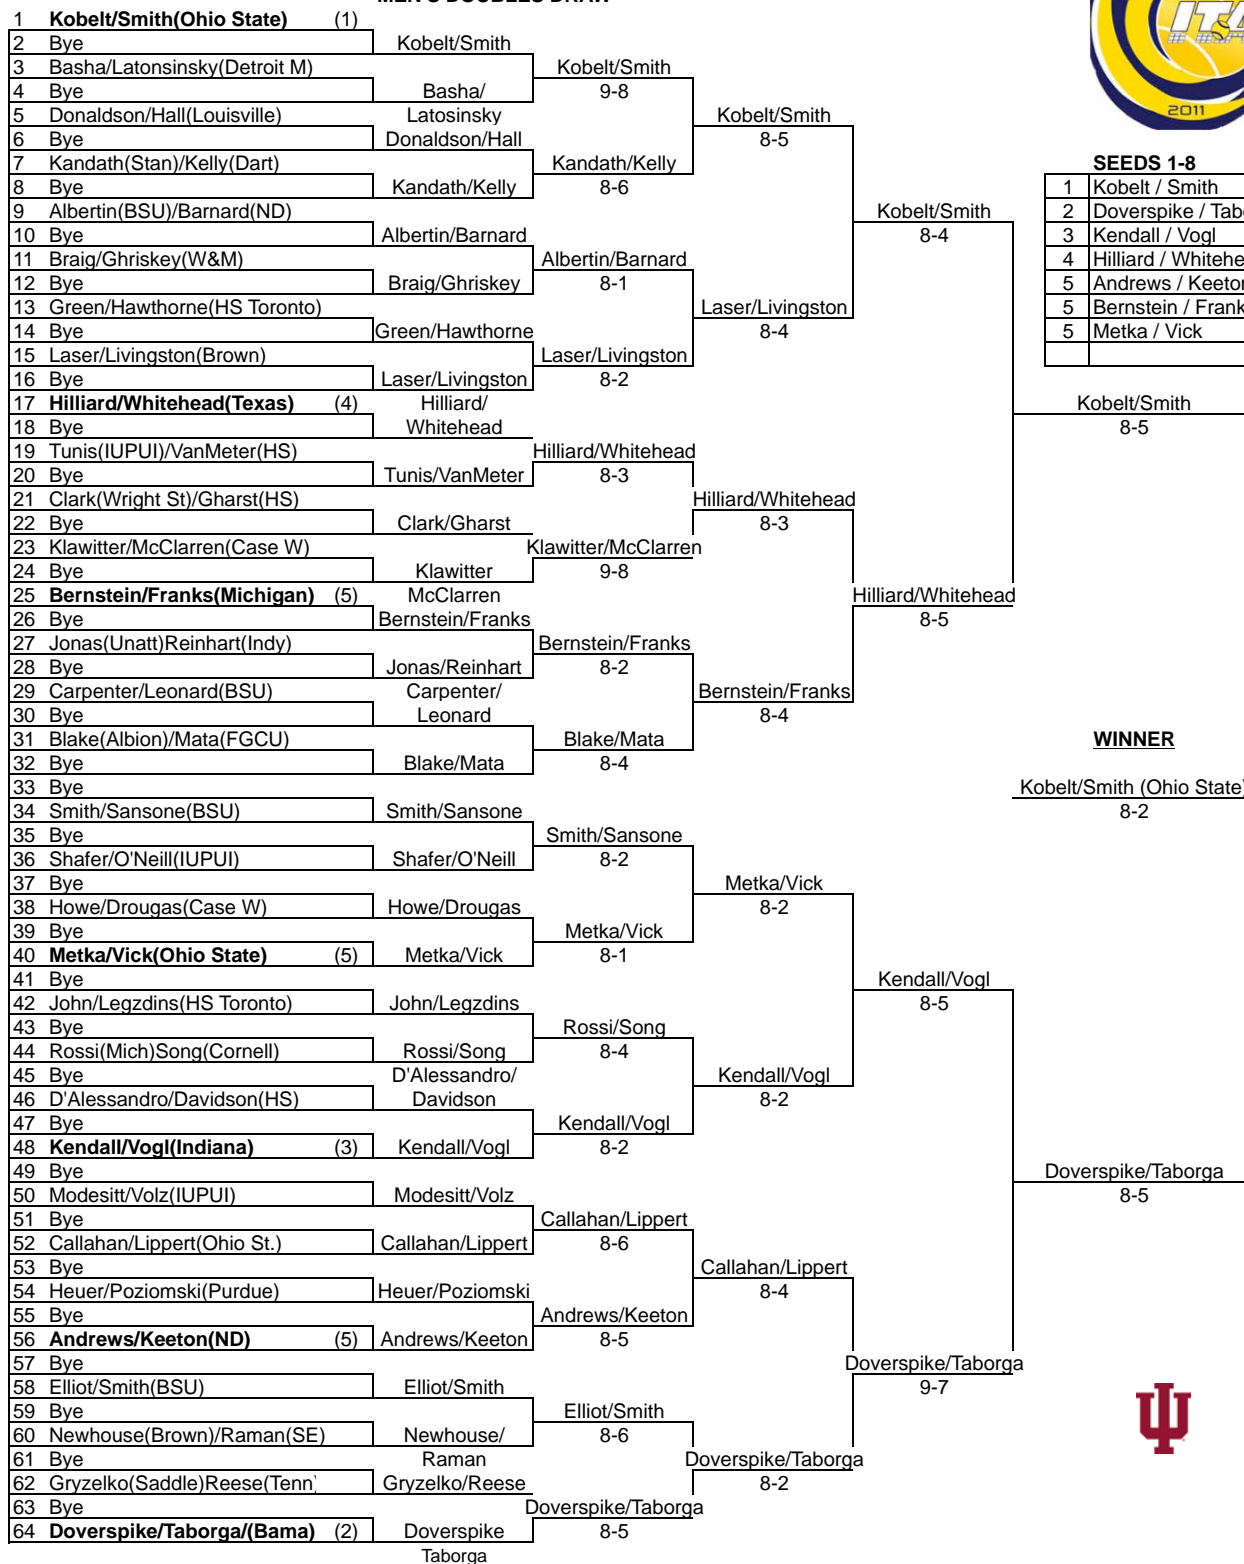 1 Kobelt/Smith(Ohio State) (1)
2 Bye Kobelt/Smith
3 Basha/Latonsinsky(Detroit M) Kobelt/Smith
4 Bye Basha/ 9-8
5 Donaldson/Hall(Louisville) Latosinsky Kobelt/Smith
6 Bye Donaldson/Hall 8-5
7 Kandath(Stan)/Kelly(Dart) Kandath/Kelly
8 Bye Kandath/Kelly 8-6
9 Albertin(BSU)/Barnard(ND) Kobelt/Smith
10 Bye Albertin/Barnard 8-4
11 Braig/Ghriskey(W&M) Albertin/Barnard
12 Bye Braig/Ghriskey 8-1
13 Green/Hawthorne(HS Toronto) Laser/Livingston
14 Bye Green/Hawthorne 8-4
15 Laser/Livingston(Brown) Laser/Livingston
16 Bye Laser/Livingston 8-2
17 Hilliard/Whitehead(Texas) (4) Hilliard/ Kobelt/Smith
18 Bye Whitehead 8-5
19 Tunis(IUPUI)/VanMeter(HS) Hilliard/Whitehead
20 Bye Tunis/VanMeter 8-3
21 Clark(Wright St)/Gharst(HS) Hilliard/Whitehead
22 Bye Clark/Gharst 8-3
23 Klawitter/McClarren(Case W) Klawitter/McClarren
24 Bye Klawitter 9-8
25 Bernstein/Franks(Michigan) (5) McClarren Hilliard/Whitehead
26 Bye Bernstein/Franks 8-5
27 Jonas(Unatt)Reinhart(Indy) Bernstein/Franks
28 Bye Jonas/Reinhart 8-2
29 Carpenter/Leonard(BSU) Carpenter/ Bernstein/Franks
30 Bye Leonard 8-4
31 Blake(Albion)/Mata(FGCU) Blake/Mata
32 Bye Blake/Mata 8-4
33 Bye
34 Smith/Sansone(BSU) Smith/Sansone
35 Bye Smith/Sansone
36 Shafer/O'Neill(IUPUI) Shafer/O'Neill 8-2
37 Bye Metka/Vick
38 Howe/Drougas(Case W) Howe/Drougas 8-2
39 Bye Metka/Vick
40 Metka/Vick(Ohio State) (5) Metka/Vick 8-1
41 Bye Kendall/Vogl
42 John/Legzdins(HS Toronto) John/Legzdins 8-5
43 Bye Rossi/Song
44 Rossi(Mich)Song(Cornell) Rossi/Song 8-4
45 Bye D'Alessandro/ Kendall/Vogl
46 D'Alessandro/Davidson(HS) Davidson 8-2
47 Bye Kendall/Vogl
48 Kendall/Vogl(Indiana) (3) Kendall/Vogl 8-2
49 Bye Doverspike/Taborga
50 Modesitt/Volz(IUPUI) Modesitt/Volz 8-5
51 Bye Callahan/Lippert
52 Callahan/Lippert(Ohio St.) Callahan/Lippert 8-6
53 Bye Callahan/Lippert
54 Heuer/Poziomski(Purdue) Heuer/Poziomski 8-4
55 Bye Andrews/Keeton
56 Andrews/Keeton(ND) (5) Andrews/Keeton 8-5
57 Bye Doverspike/Taborga
58 Elliot/Smith(BSU) Elliot/Smith 9-7
59 Bye Elliot/Smith
60 Newhouse(Brown)/Raman(SE) Newhouse/ 8-6
61 Bye Raman Doverspike/Taborga
62 Gryzelko(Saddle)Reese(Tenn) Gryzelko/Reese 8-2
63 Bye Doverspike/Taborga
64 Doverspike/Taborga/(Bama) (2) Doverspike 8-5
Taborga
ITA
2011
SEEDS 1-8
1 Kobelt / Smith
2 Doverspike /
3 Kendall / Vogl
4 Hilliard /
5 Andrews /
5 Bernstein /
5 Metka / Vick
WINNER
Kobelt/Smith (Ohio State)
8-2